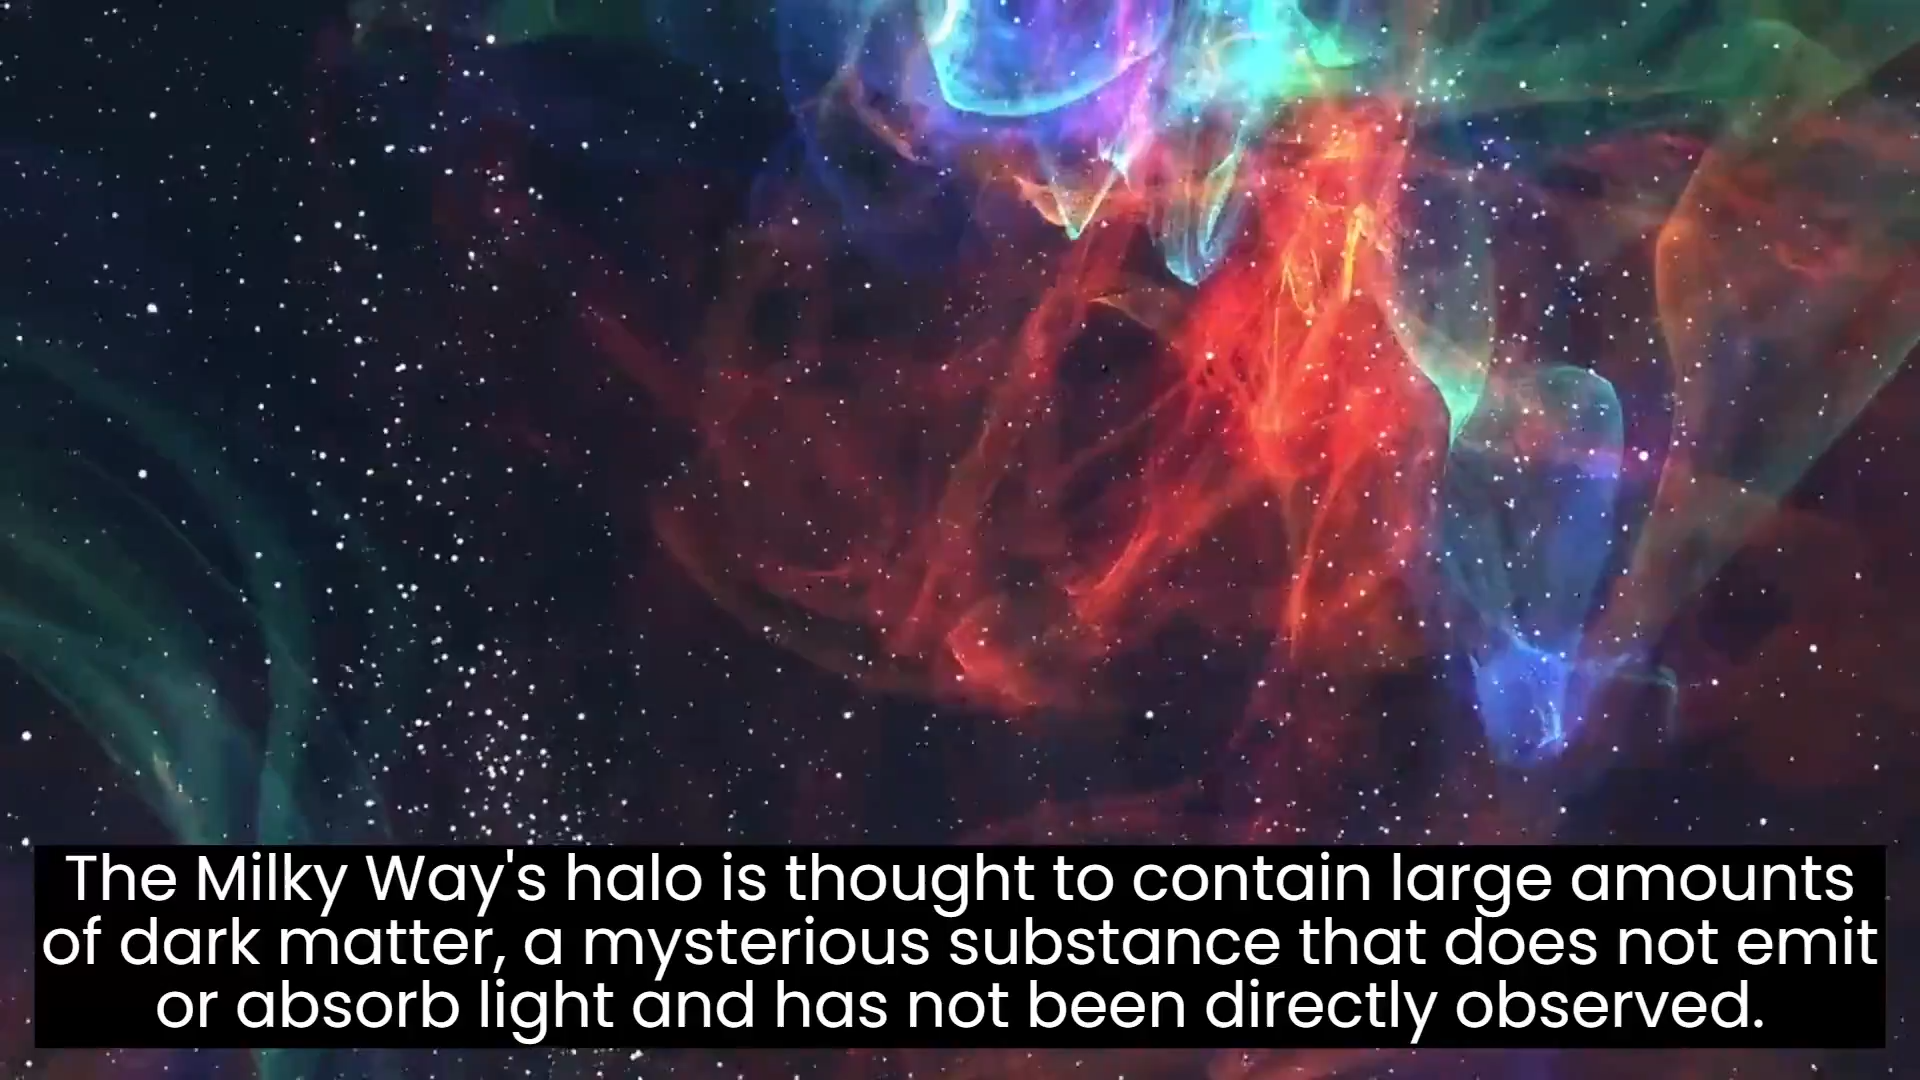 The Milky Way's halo is thought to contain large amounts
of dark matter, a mysterious substance that does not emit
or absorb light and has not been directly observed.